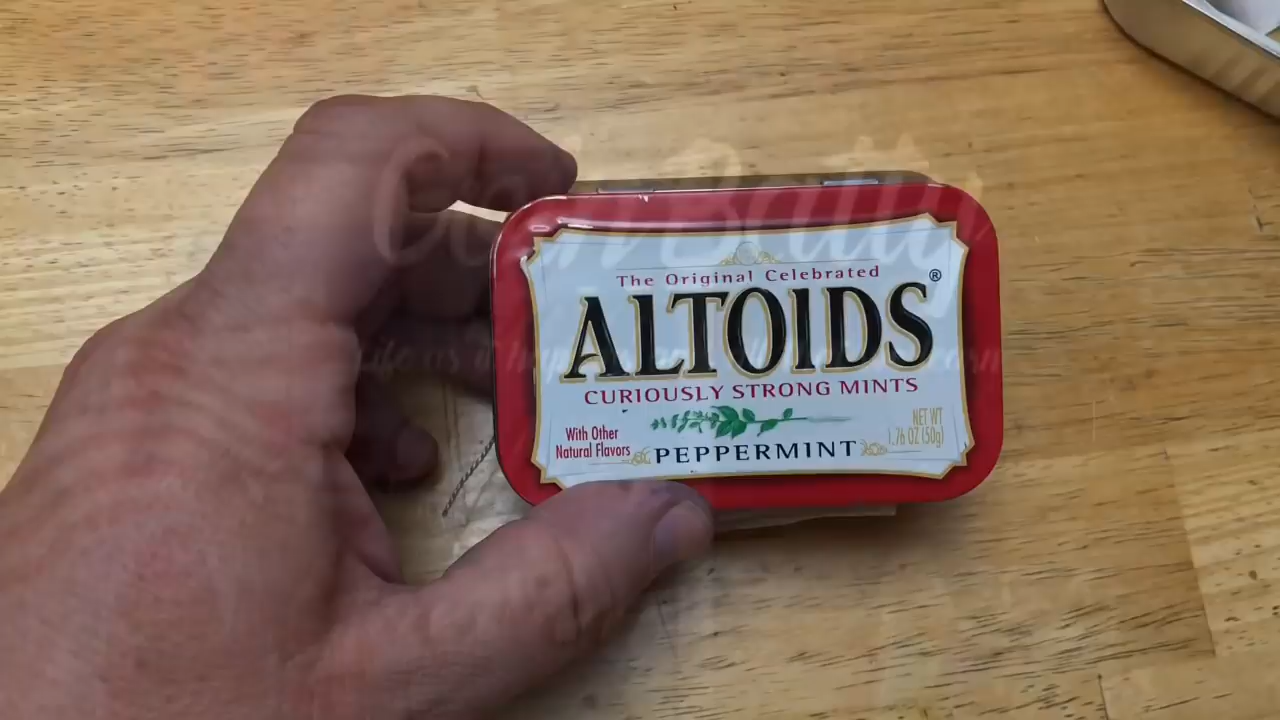 The Original Celebrated
ALTOIDS®
CURIOUSLY STRONG MINTS
With Other
Natural Flavors
PEPPERMINT
NET WT
1.76 OZ (50g)